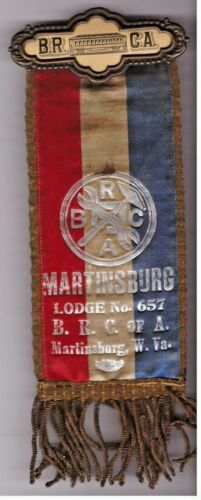 B.R. C.A.
R
B C
A
MARTINSBURG
LODGE No. 657
B. R. C. OF A.
Martinsburg, W. Va.